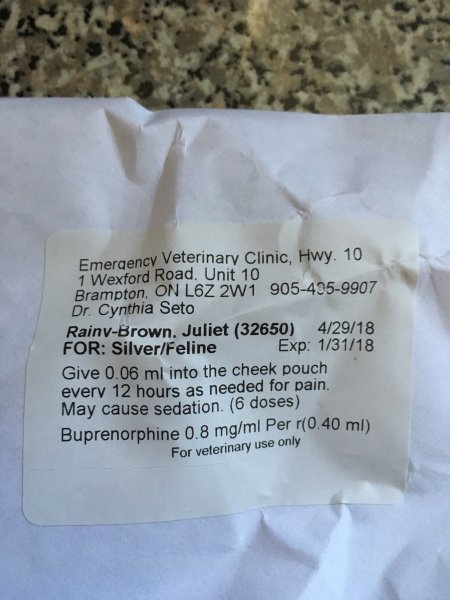 Emergency Veterinary Clinic, Hwy. 10
1 Wexford Road, Unit 10
Brampton, ON L6Z 2W1 905-495-9907
Dr. Cynthia Seto
Rainy-Brown, Juliet (32650) 4/29/18
FOR: Silver/Feline Exp: 1/31/18
Give 0.06 ml into the cheek pouch
every 12 hours as needed for pain.
May cause sedation. (6 doses)
Buprenorphine 0.8 mg/ml Per r(0.40 ml)
For veterinary use only